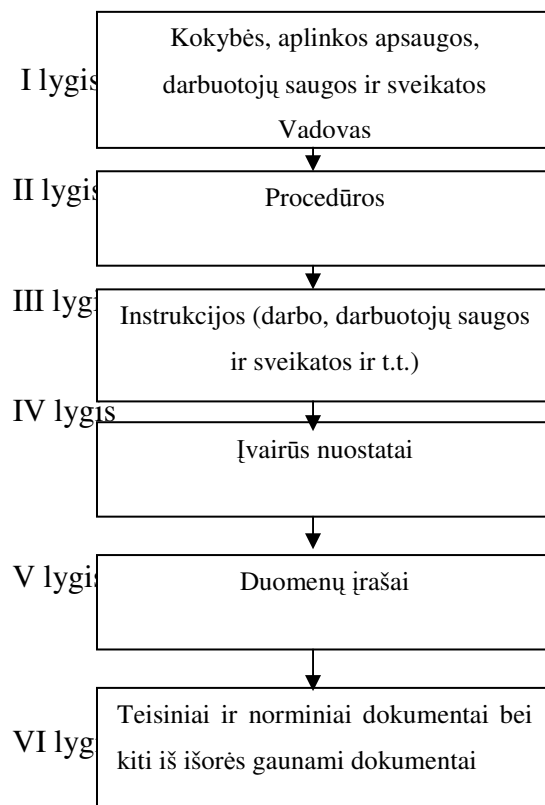 Kokybės, aplinkos apsaugos,
I lygis
darbuotojų saugos ir sveikatos
Vadovas
II lygis
Procedūros
III lygi
Instrukcijos (darbo, darbuotojų saugos
ir sveikatos ir t.t.)
IV lygis
Įvairūs nuostatai
V lygis
Duomenų įrašai
Teisiniai ir norminiai dokumentai bei
VI lygi
kiti iš išorės gaunami dokumentai